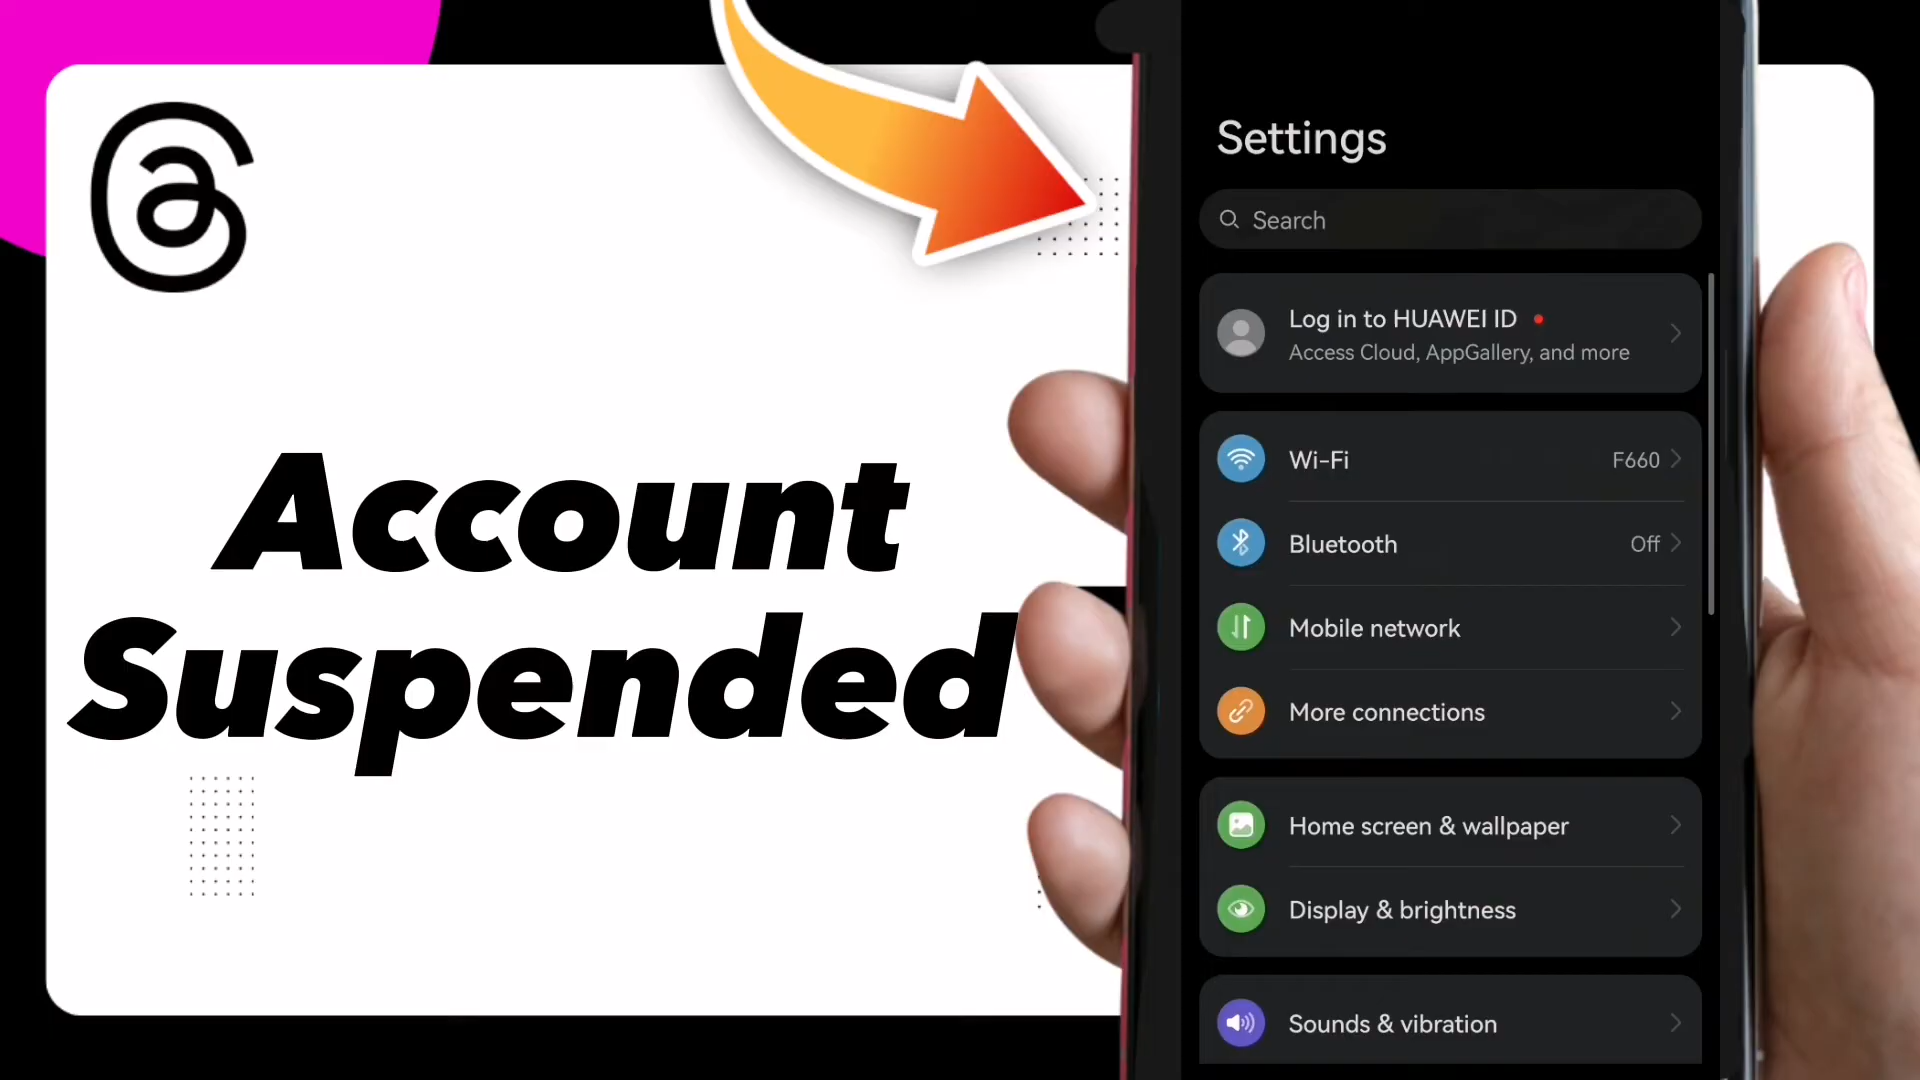 Account
Suspended
Settings
Search
Log in to HUAWEI ID
Access Cloud, AppGallery, and more
Wi-Fi F660
Bluetooth Off
Mobile network
More connections
Home screen & wallpaper
Display & brightness
Sounds & vibration